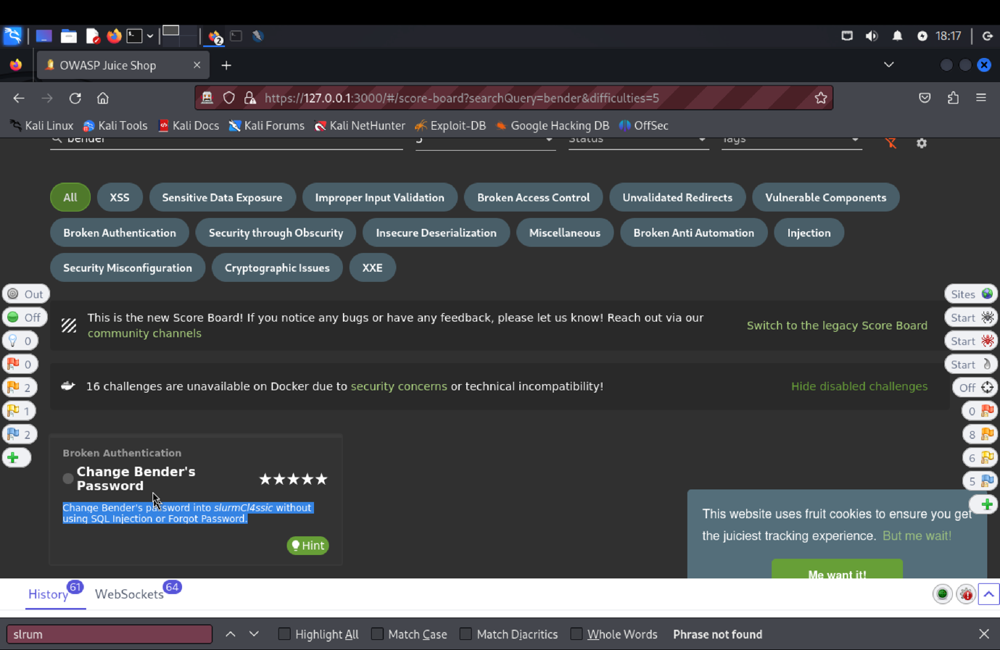 2
18:17
OWASP Juice Shop
https://127.0.0.1:3000/#/score-board?searchQuery=bender&difficulties=5
Kali Linux Kali Tools Kali Docs Kali Forums Kali NetHunter Exploit-DB Google Hacking DB OffSec
bender 5 Status Tags
All XSS Sensitive Data Exposure Improper Input Validation Broken Access Control Unvalidated Redirects Vulnerable Components
Broken Authentication Security through Obscurity Insecure Deserialization Miscellaneous Broken Anti Automation Injection
Security Misconfiguration Cryptographic Issues XXE
Out
Off
0
0
2
1
2
Sites
Start
Start
Start
Off
0
8
6
5
This is the new Score Board! If you notice any bugs or have any feedback, please let us know! Reach out via our
community channels
Switch to the legacy Score Board
16 challenges are unavailable on Docker due to security concerns or technical incompatibility!
Hide disabled challenges
Broken Authentication
Change Bender's
Password
Change Bender's password into slurmCl4ssic without
using SQL Injection or Forgot Password.
Hint
This website uses fruit cookies to ensure you get
the juiciest tracking experience. But me wait!
Me want it!
History 61 WebSockets 64
slrum Highlight All Match Case Match Diacritics Whole Words Phrase not found